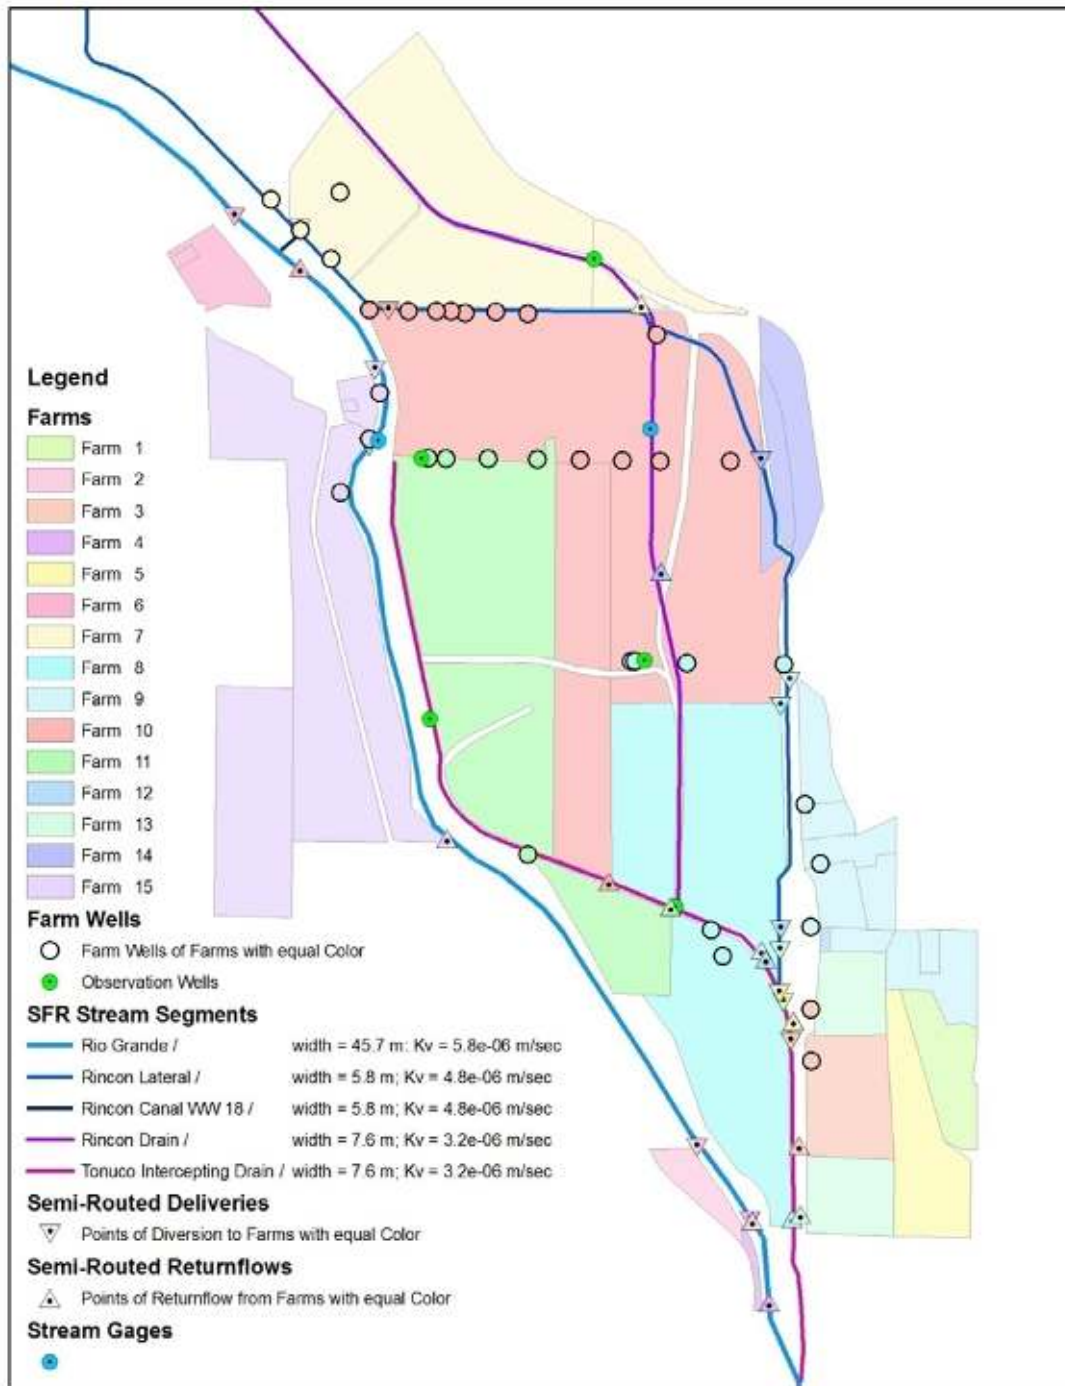 Legend
Farms
Farm 1
Farm 2
Farm 3
Farm 4
Farm 5
Farm 6
Farm 7
Farm 8
Farm 9
Farm 10
Farm 11
Farm 12
Farm 13
Farm 14
Farm 15
Farm Wells
Farm Wells of Farms with equal Color
Observation Wells
SFR Stream Segments
Rio Grande / width = 45.7 m: Kv = 5.8e-06 m/sec
Rincon Lateral / width = 5.8 m; Kv = 4.8e-06 m/sec
Rincon Canal WW 18 / width = 5.8 m; Kv = 4.8e-06 m/sec
Rincon Drain / width = 7.6 m; Kv = 3.2e-06 m/sec
Tonuco Intercepting Drain / width = 7.6 m; Kv = 3.2e-06 m/sec
Semi-Routed Deliveries
Points of Diversion to Farms with equal Color
Semi-Routed Returnflows
Points of Returnflow from Farms with equal Color
Stream Gages